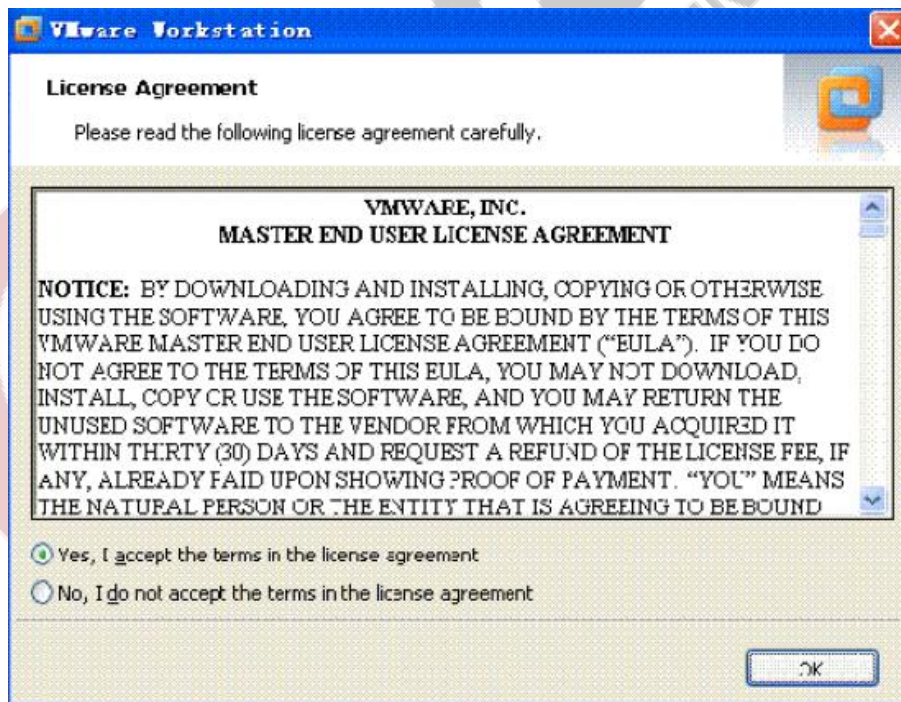 VMware Workstation
License Agreement
Please read the following license agreement carefully.
VMWARE, INC.
MASTER END USER LICENSE AGREEMENT
NOTICE: BY DOWNLOADING AND INSTALLING, COPYING OR OTHERWISE
USING THE SOFTWARE, YOU AGREE TO BE BOUND BY THE TERMS OF THIS
VMWARE MASTER END USER LICENSE AGREEMENT (“EULA”). IF YOU DO
NOT AGREE TO THE TERMS OF THIS EULA, YOU MAY NOT DOWNLOAD,
INSTALL, COPY OR USE THE SOFTWARE, AND YOU MAY RETURN THE
UNUSED SOFTWARE TO THE VENDOR FROM WHICH YOU ACQUIRED IT
WITHIN THIRTY (30) DAYS AND REQUEST A REFUND OF THE LICENSE FEE, IF
ANY, ALREADY PAID UPON SHOWING PROOF OF PAYMENT. “YOU” MEANS
THE NATURAL PERSON OR THE ENTITY THAT IS AGREEING TO BE BOUND
Yes, I accept the terms in the license agreement
No, I do not accept the terms in the license agreement
OK